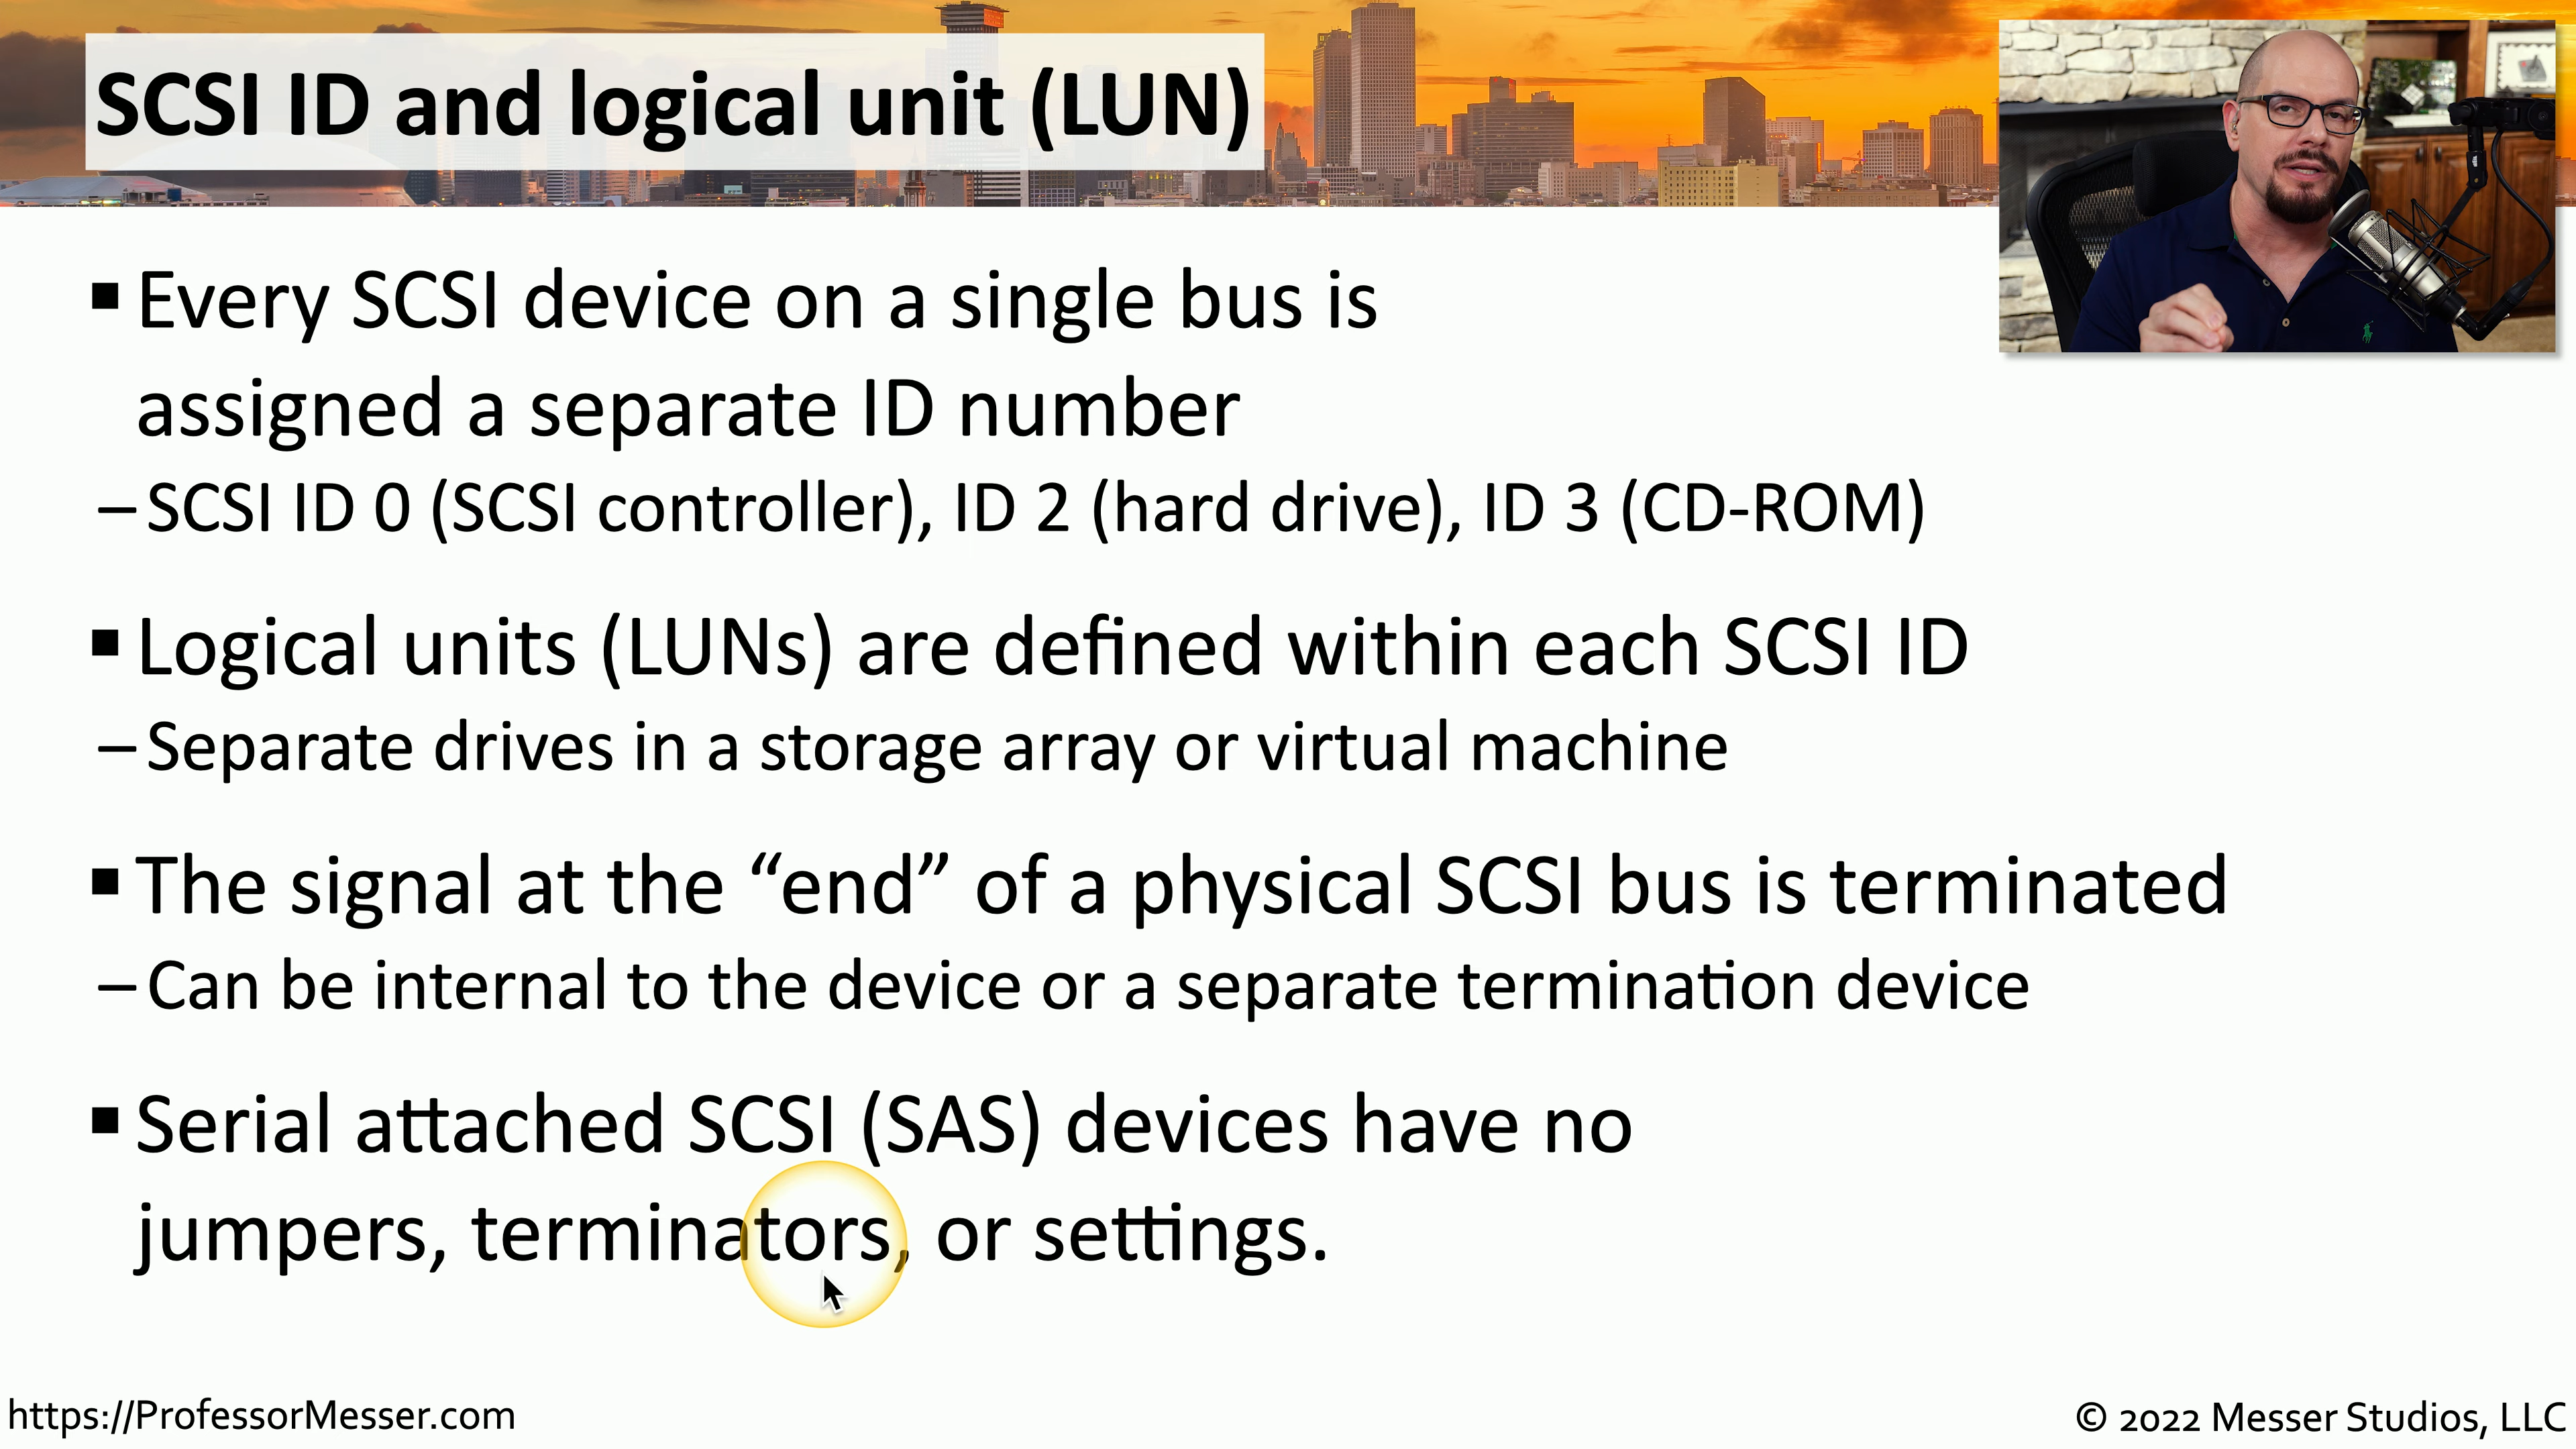 SCSI ID and logical unit (LUN)
▪ Every SCSI device on a single bus is
assigned a separate ID number
– SCSI ID 0 (SCSI controller), ID 2 (hard drive), ID 3 (CD-ROM)
▪ Logical units (LUNs) are defined within each SCSI ID
– Separate drives in a storage array or virtual machine
▪ The signal at the “end” of a physical SCSI bus is terminated
– Can be internal to the device or a separate termination device
▪ Serial attached SCSI (SAS) devices have no
jumpers, terminators, or settings.
https://ProfessorMesser.com
© 2022 Messer Studios, LLC